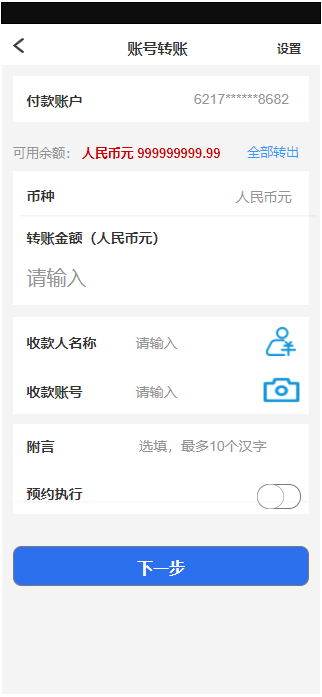 账号转账 设置
付款账户 6217******8682
可用余额： 人民币元 999999999.99 全部转出
币种 人民币元
转账金额（人民币元）
请输入
收款人名称 请输入
收款账号 请输入
附言 选填，最多10个汉字
预约执行
下一步